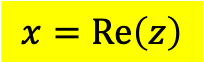 x = Re(z)